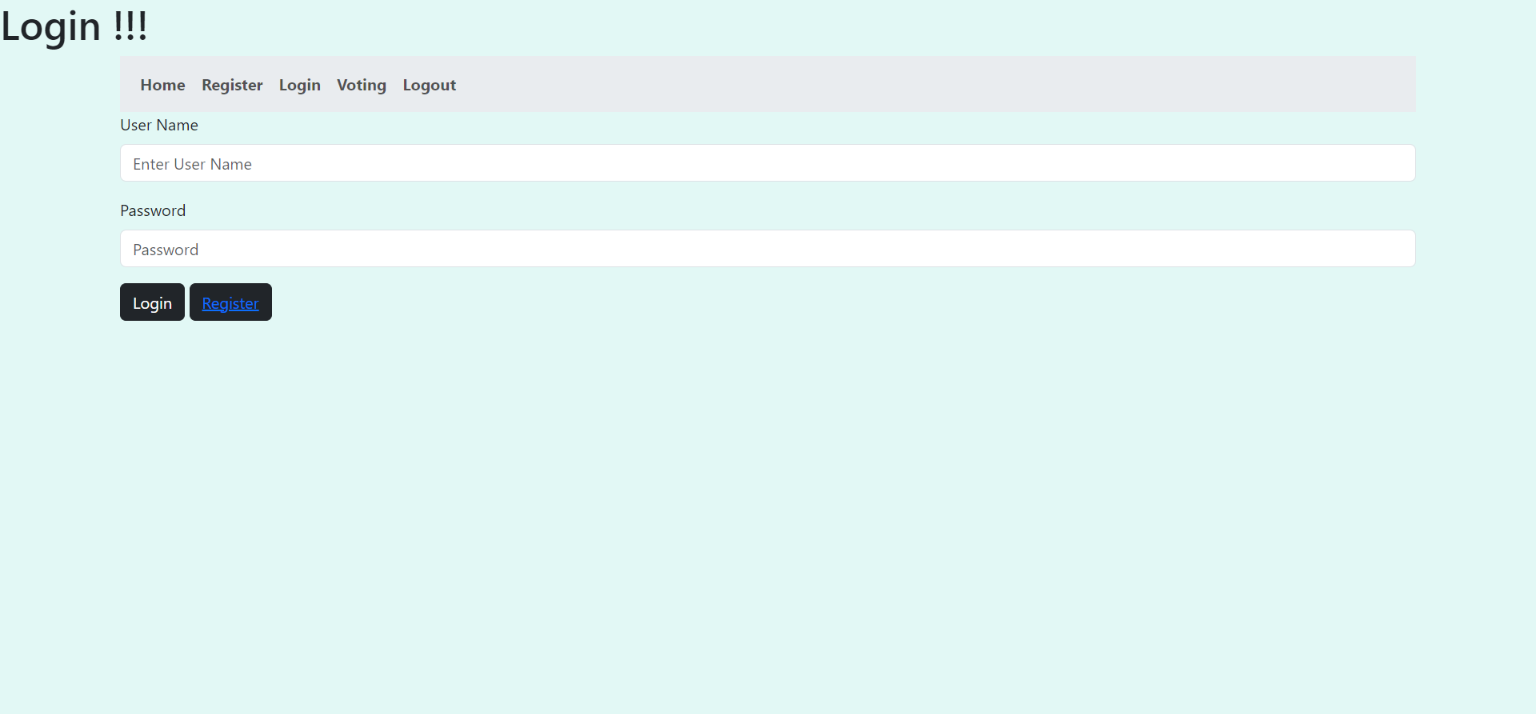 Login !!!
Home Register Login Voting Logout
User Name
Enter User Name
Password
Password
Login Register